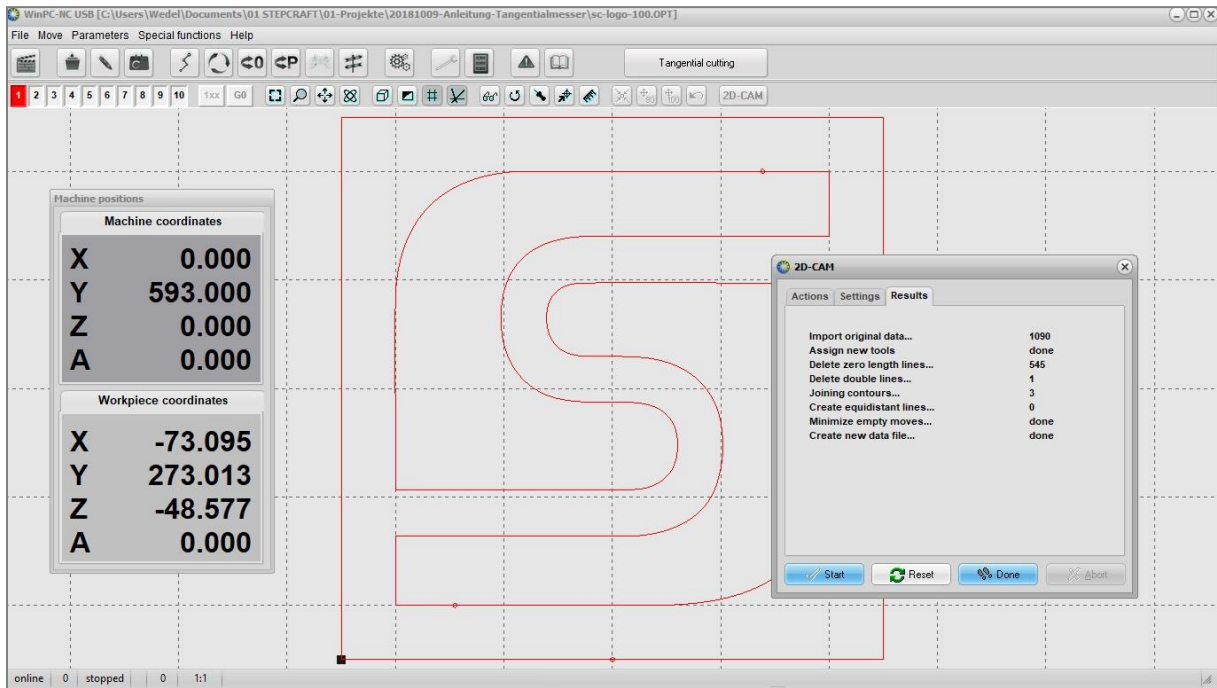 WinPC-NC USB [C:\Users\Wedel\Documents\01 STEPCRAFT\01-Projekte\20181009-Anleitung-Tangentialmesser\sc-logo-100.OPT]
File Move Parameters Special functions Help
0 P Tangential cutting
1 2 3 4 5 6 7 8 9 10 1xx G0 90 100 2D-CAM
Machine positions
Machine coordinates
X 0.000
Y 593.000
Z 0.000
A 0.000
Workpiece coordinates
X -73.095
Y 273.013
Z -48.577
A 0.000
2D-CAM
Actions Settings Results
Import original data... 1090
Assign new tools done
Delete zero length lines... 545
Delete double lines... 1
Joining contours... 3
Create equidistant lines... 0
Minimize empty moves... done
Create new data file... done
Start Reset Done Abort
online 0 stopped 0 1:1